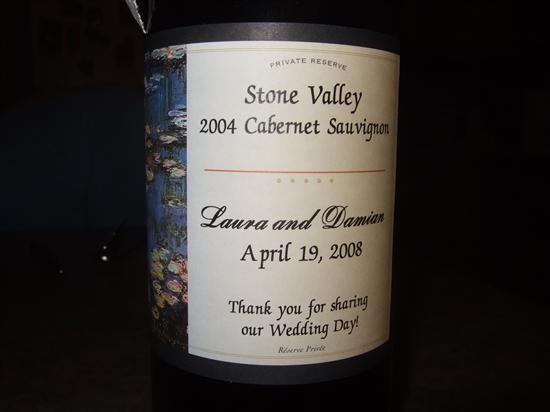 PRIVATE RESERVE
Stone Valley
2004 Cabernet Sauvignon
Laura and Damian
April 19, 2008
Thank you for sharing
our Wedding Day!
Réserve Privée